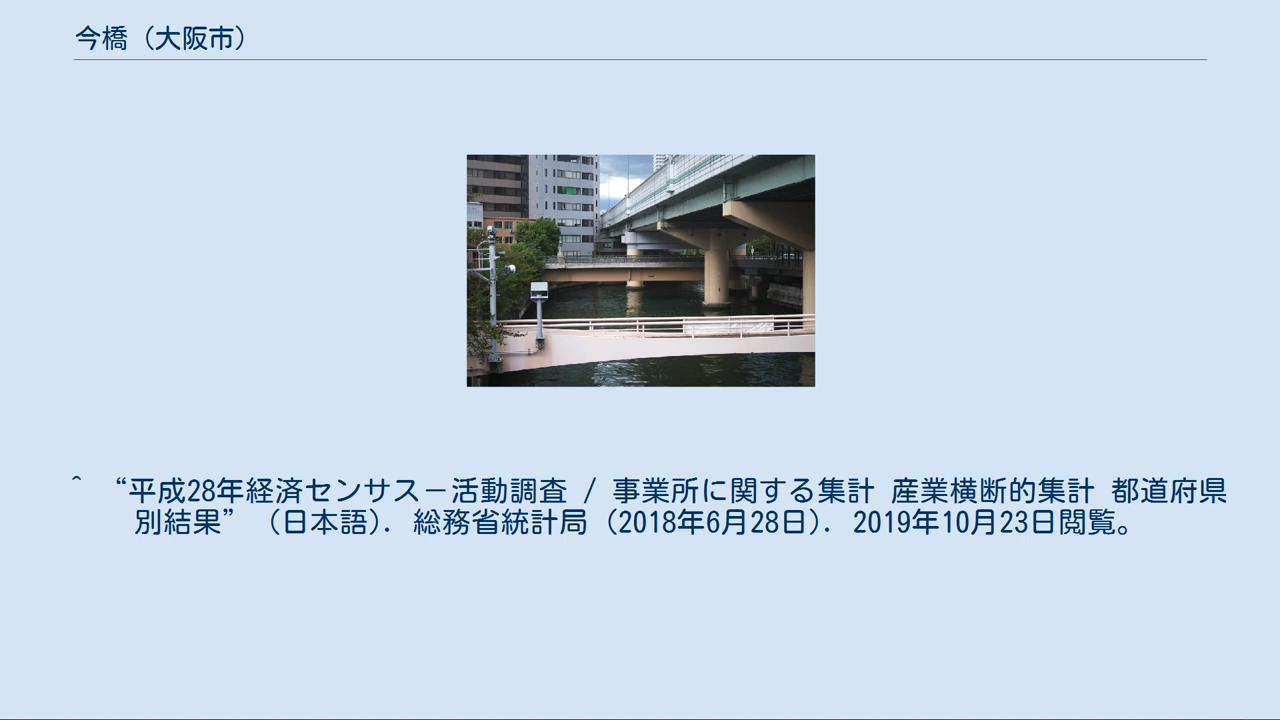 今橋（大阪市）
^ “平成28年経済センサス－活動調査 / 事業所に関する集計 産業横断的集計 都道府県
別結果” （日本語）. 総務省統計局 (2018年6月28日). 2019年10月23日閲覧。